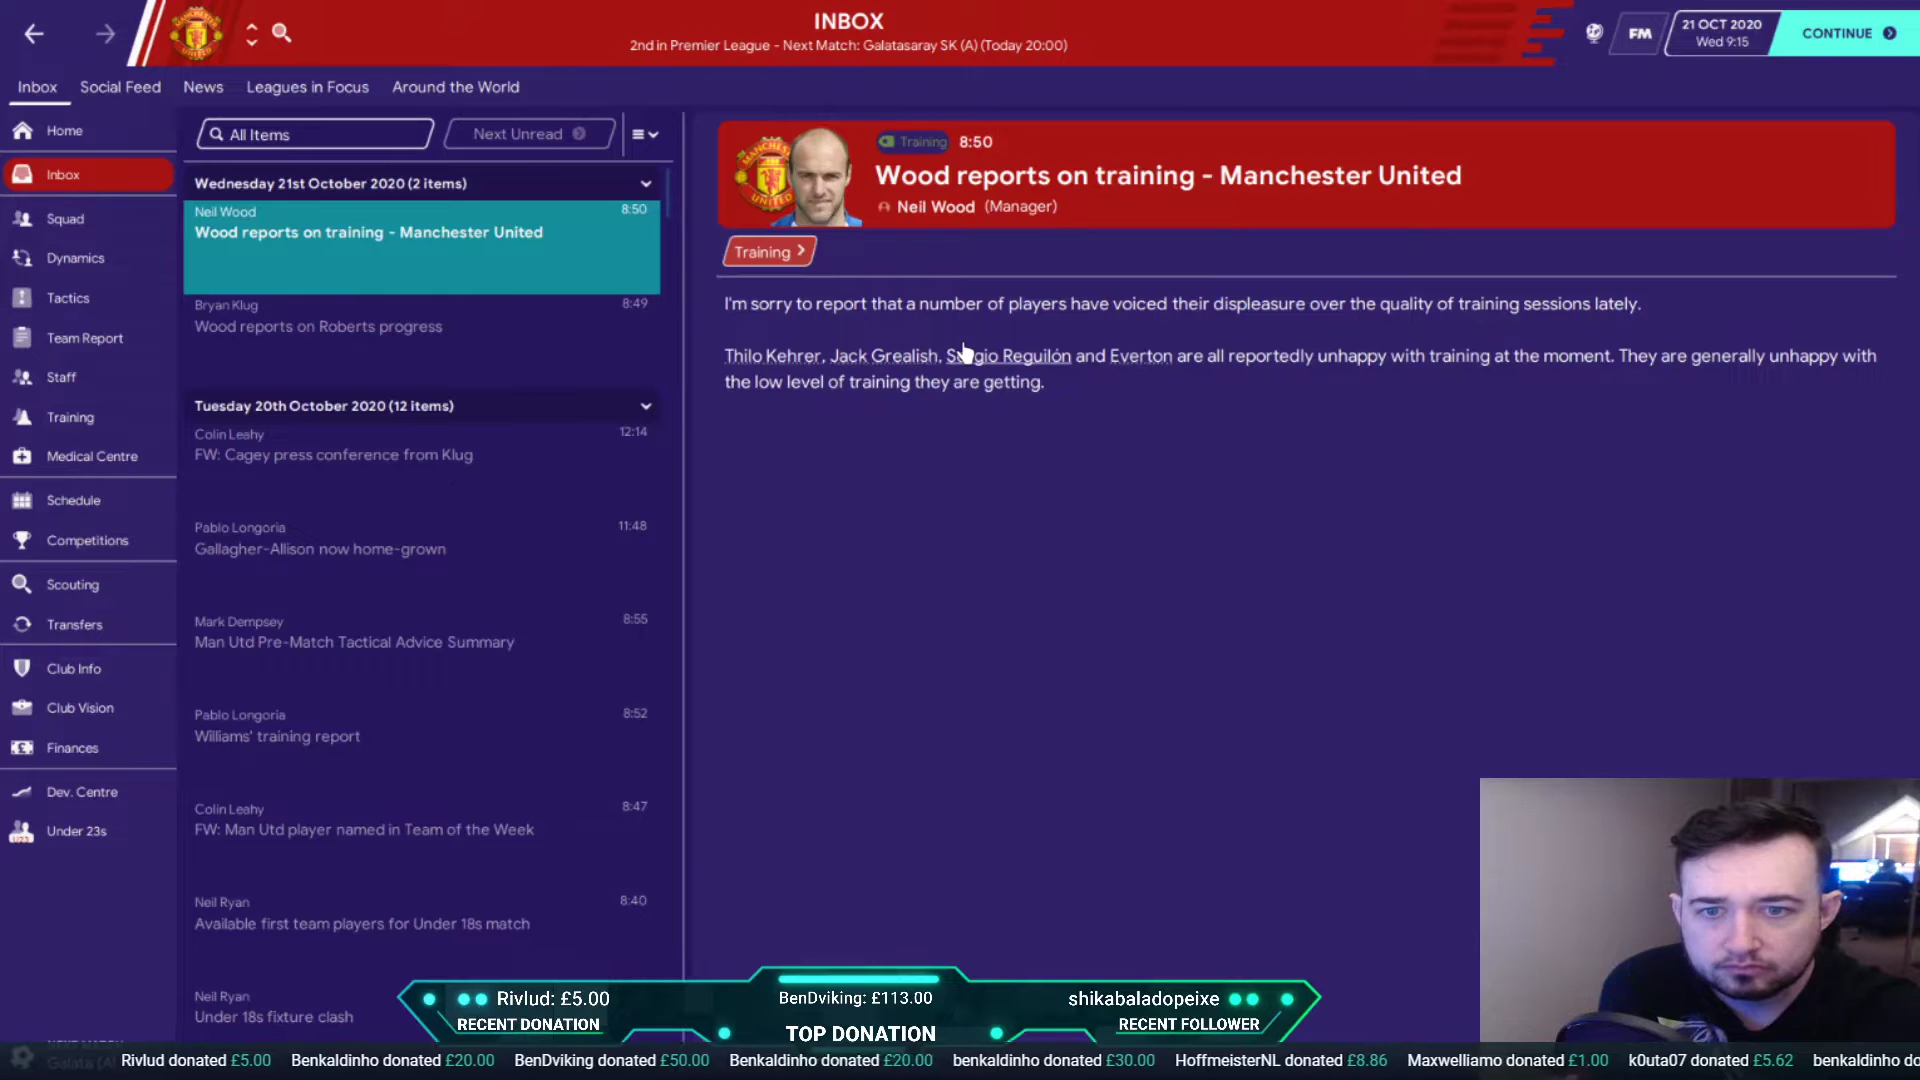 INBOX
2nd in Premier League - Next Match: Galatasaray SK (A) (Today 20:00)
FM
21 OCT 2020
Wed 9:15
CONTINUE
Inbox
Social Feed
News
Leagues in Focus
Around the World
Home
Inbox
Squad
Dynamics
Tactics
Team Report
Staff
Training
Medical Centre
Schedule
Competitions
Scouting
Transfers
Club Info
Club Vision
Finances
Dev. Centre
Under 23s
All Items
Next Unread
Wednesday 21st October 2020 (2 items)
Neil Wood 8:50
Wood reports on training - Manchester United
Bryan Klug 8:49
Wood reports on Roberts progress
Tuesday 20th October 2020 (12 items)
Colin Leahy 12:14
FW: Cagey press conference from Klug
Pablo Longoria 11:48
Gallagher-Allison now home-grown
Mark Dempsey 8:55
Man Utd Pre-Match Tactical Advice Summary
Pablo Longoria 8:52
Williams' training report
Colin Leahy 8:47
FW: Man Utd player named in Team of the Week
Neil Ryan 8:40
Available first team players for Under 18s match
Neil Ryan
Under 18s fixture clash
Training 8:50
Wood reports on training - Manchester United
Neil Wood (Manager)
Training
I'm sorry to report that a number of players have voiced their displeasure over the quality of training sessions lately.
Thilo Kehrer, Jack Grealish, Sergio Reguilón and Everton are all reportedly unhappy with training at the moment. They are generally unhappy with
the low level of training they are getting.
Rivlud: £5.00
RECENT DONATION
BenDviking: £113.00
TOP DONATION
shikabaladopeixe
RECENT FOLLOWER
Rivlud donated £5.00 Benkaldinho donated £20.00 BenDviking donated £50.00 Benkaldinho donated £20.00 benkaldinho donated £30.00 HoffmeisterNL donated £8.86 Maxwelliamo donated £1.00 k0uta07 donated £5.62 benkaldinho do